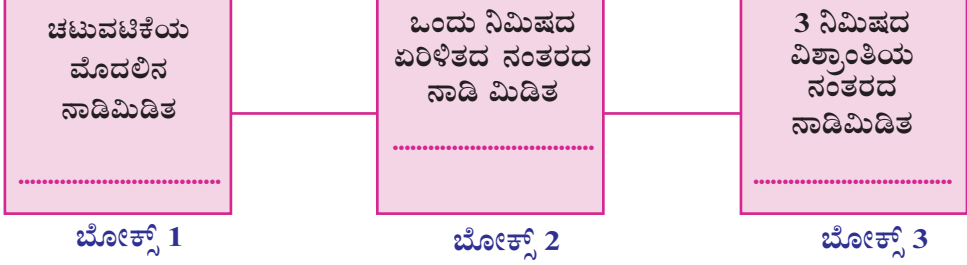 ಚಟುವಟಿಕೆಯ
ಮೊದಲಿನ
ನಾಡಿಮಿಡಿತ
....................................
ಬೋಕ್ಸ್ 1
ಒಂದು ನಿಮಿಷದ
ಏರಿಳಿತದ ನಂತರದ
ನಾಡಿ ಮಿಡಿತ
....................................
ಬೋಕ್ಸ್ 2
3 ನಿಮಿಷದ
ವಿಶ್ರಾಂತಿಯ
ನಂತರದ
ನಾಡಿಮಿಡಿತ
....................................
ಬೋಕ್ಸ್ 3